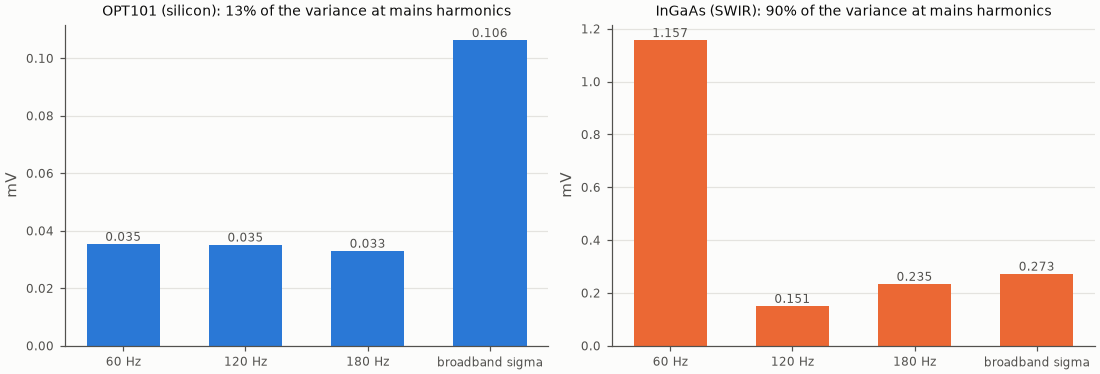 OPT101 (silicon): 13% of the variance at mains harmonics
mV
0.10
0.08
0.06
0.04
0.02
0.00
0.035
0.035
0.033
0.106
60 Hz
120 Hz
180 Hz
broadband sigma
InGaAs (SWIR): 90% of the variance at mains harmonics
mV
1.2
1.0
0.8
0.6
0.4
0.2
0.0
1.157
0.151
0.235
0.273
60 Hz
120 Hz
180 Hz
broadband sigma